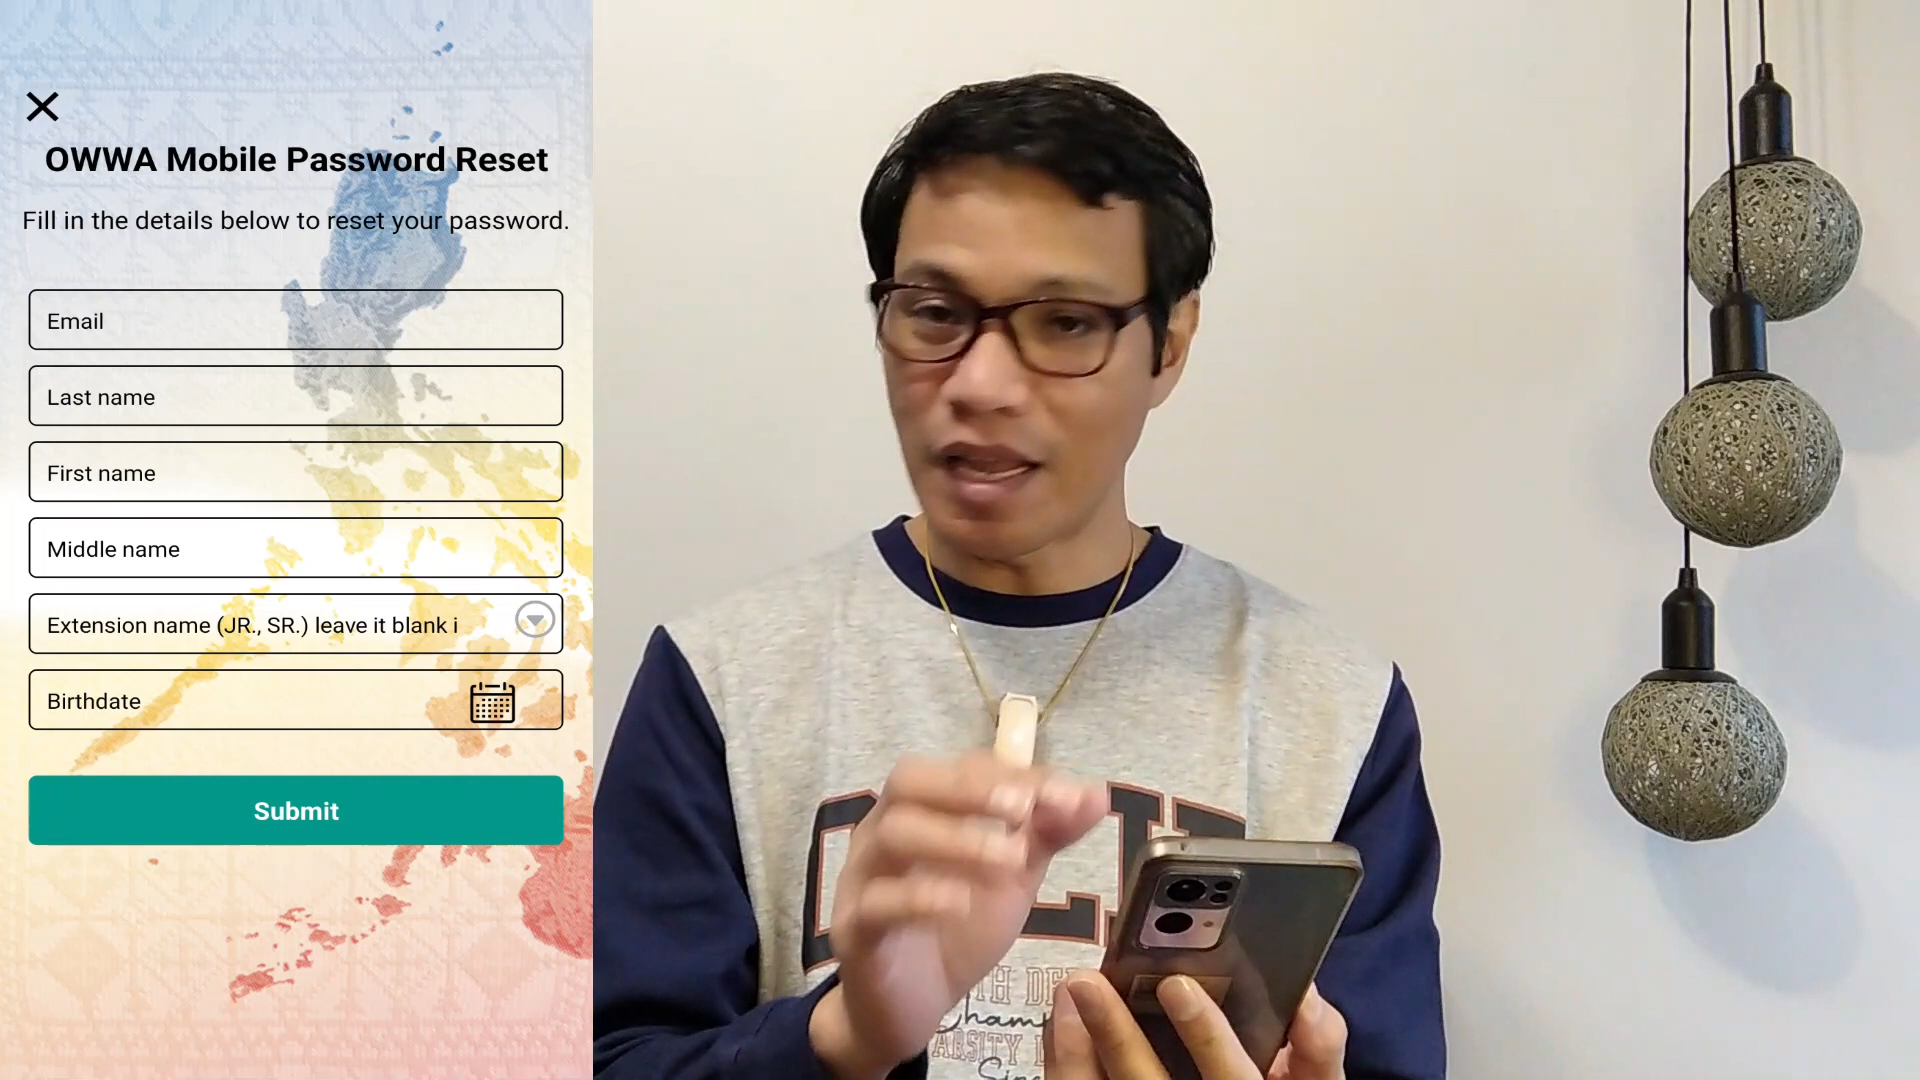 OWWA Mobile Password Reset
Fill in the details below to reset your password.
Email
Last name
First name
Middle name
Extension name (JR., SR.) leave it blank i
Birthdate
Submit